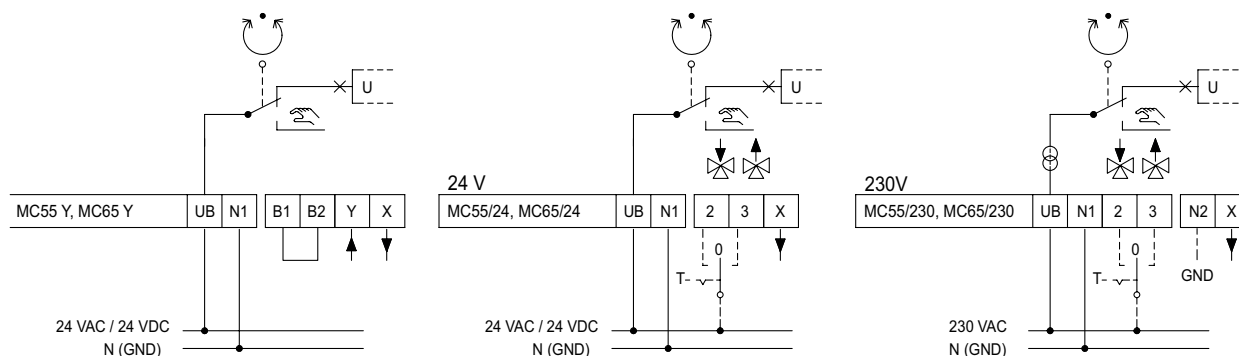 U
MC55 Y, MC65 Y UB N1 B1 B2 Y X
24 VAC / 24 VDC
N (GND)
U
24 V
MC55/24, MC65/24 UB N1 2 3 X
0
T
24 VAC / 24 VDC
N (GND)
U
230V
MC55/230, MC65/230 UB N1 2 3 N2 X
0
T
GND
230 VAC
N (GND)